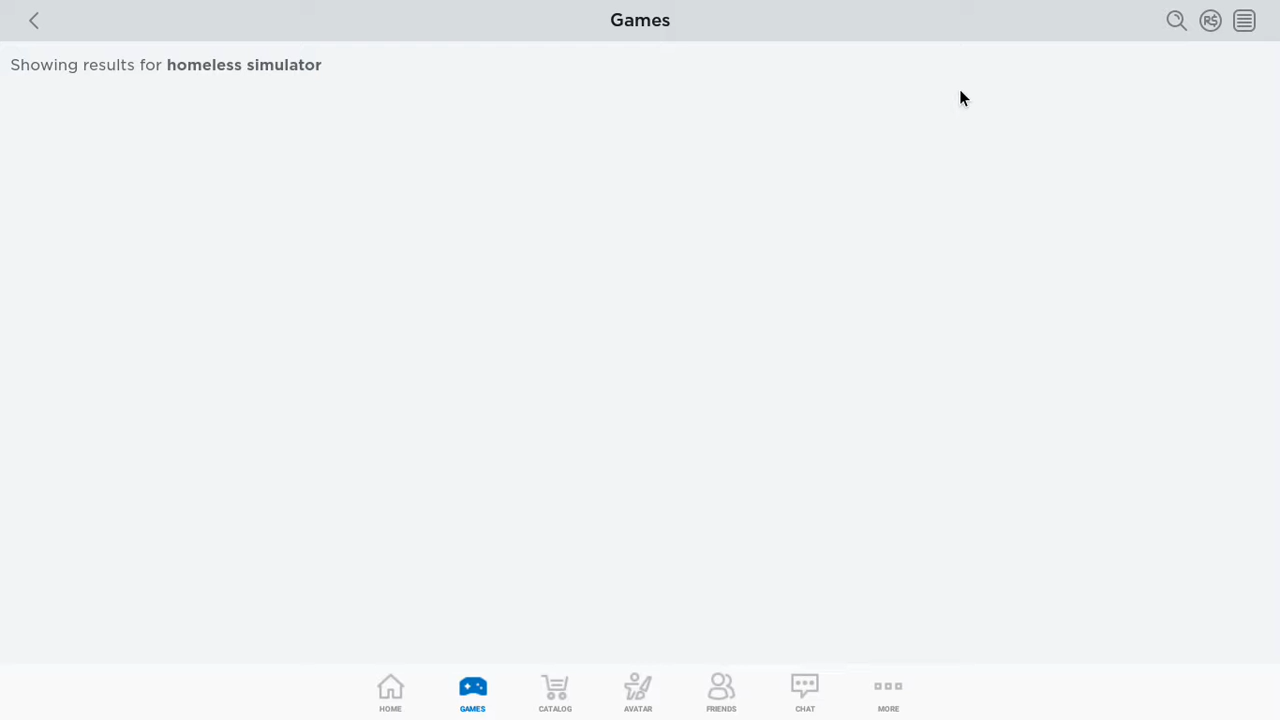 Games
R$
Showing results for homeless simulator
HOME
GAMES
CATALOG
AVATAR
FRIENDS
CHAT
MORE